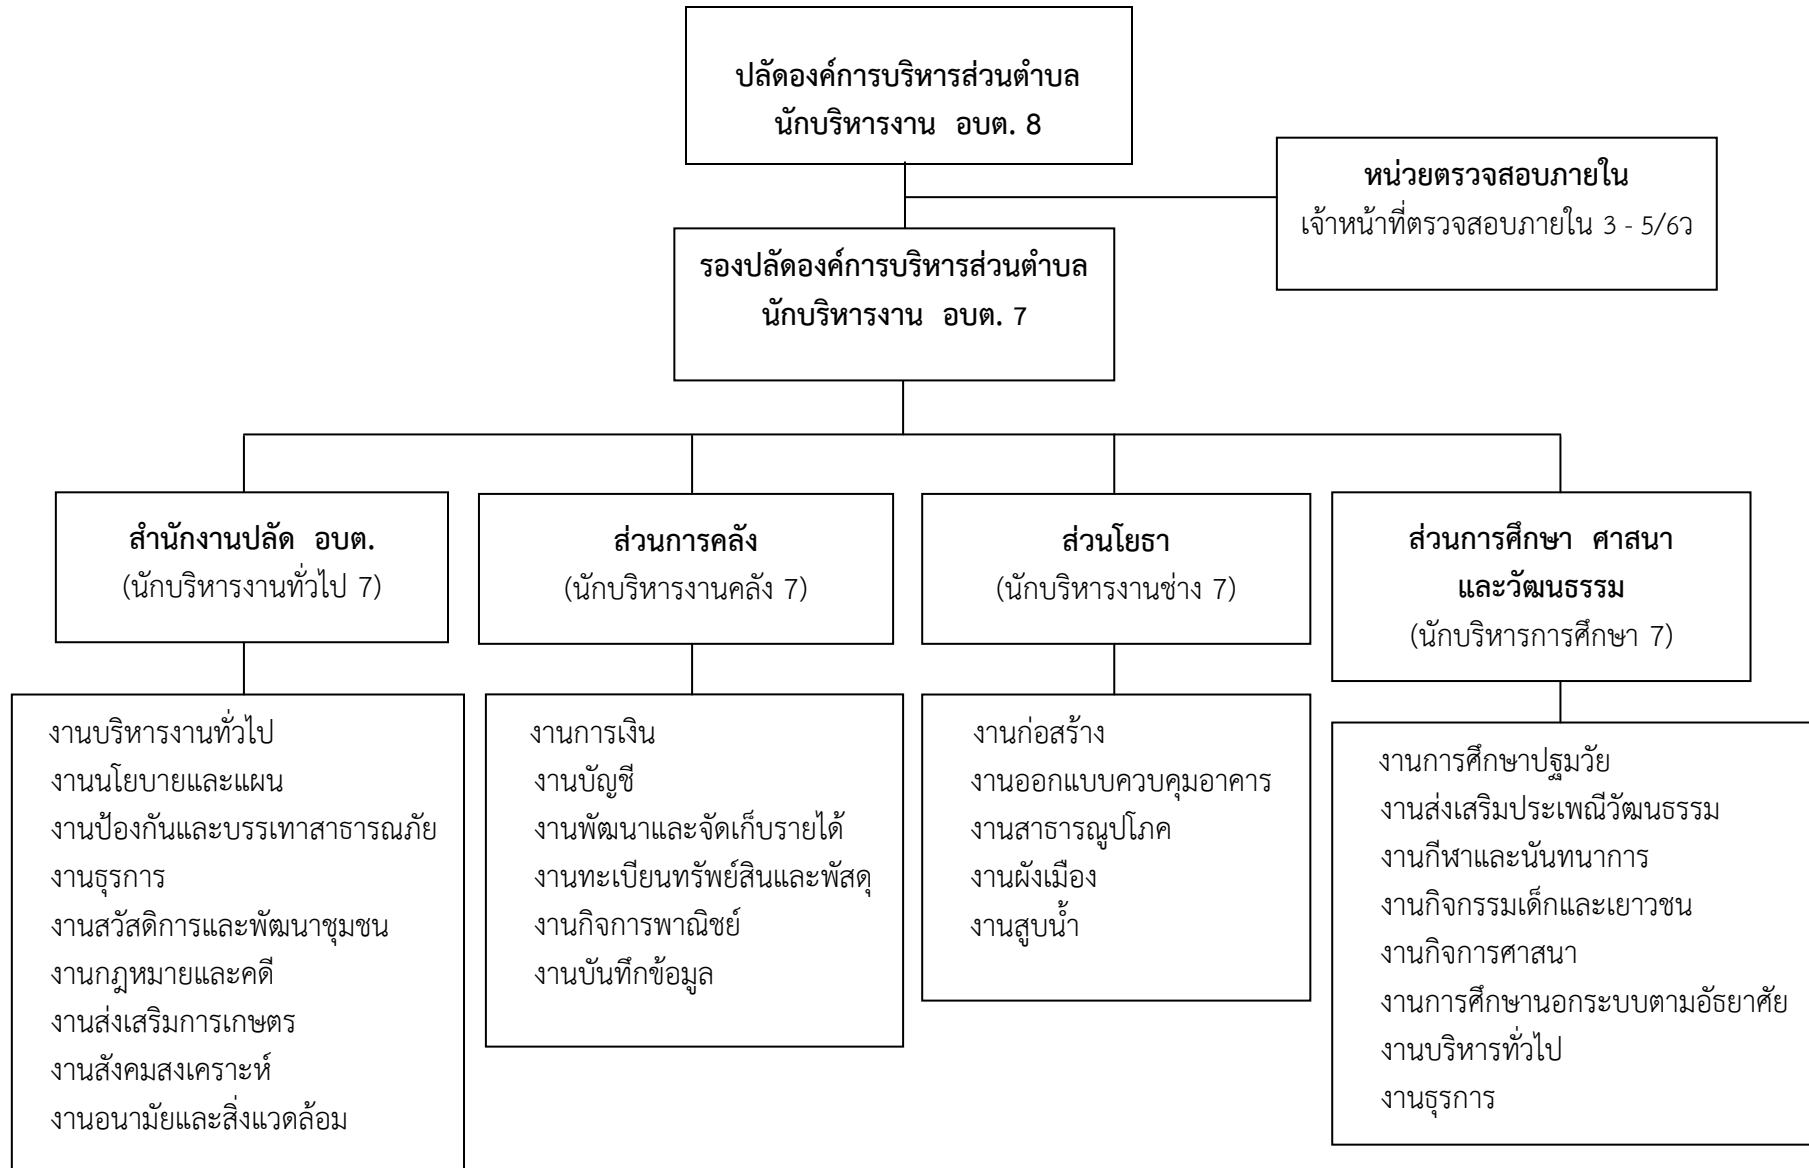 ปลัดองค์การบริหารส่วนตำบล
นักบริหารงาน อบต. 8
หน่วยตรวจสอบภายใน
เจ้าหน้าที่ตรวจสอบภายใน 3 - 5/6ว
รองปลัดองค์การบริหารส่วนตำบล
นักบริหารงาน อบต. 7
สำนักงานปลัด อบต.
(นักบริหารงานทั่วไป 7)
ส่วนการคลัง
(นักบริหารงานคลัง 7)
ส่วนโยธา
(นักบริหารงานช่าง 7)
ส่วนการศึกษา ศาสนา
และวัฒนธรรม
(นักบริหารการศึกษา 7)
งานบริหารงานทั่วไป
งานนโยบายและแผน
งานป้องกันและบรรเทาสาธารณภัย
งานธุรการ
งานสวัสดิการและพัฒนาชุมชน
งานกฎหมายและคดี
งานส่งเสริมการเกษตร
งานสังคมสงเคราะห์
งานอนามัยและสิ่งแวดล้อม
งานการเงิน
งานบัญชี
งานพัฒนาและจัดเก็บรายได้
งานทะเบียนทรัพย์สินและพัสดุ
งานกิจการพาณิชย์
งานบันทึกข้อมูล
งานก่อสร้าง
งานออกแบบควบคุมอาคาร
งานสาธารณูปโภค
งานผังเมือง
งานสูบน้ำ
งานการศึกษาปฐมวัย
งานส่งเสริมประเพณีวัฒนธรรม
งานกีฬาและนันทนาการ
งานกิจกรรมเด็กและเยาวชน
งานกิจการศาสนา
งานการศึกษานอกระบบตามอัธยาศัย
งานบริหารทั่วไป
งานธุรการ